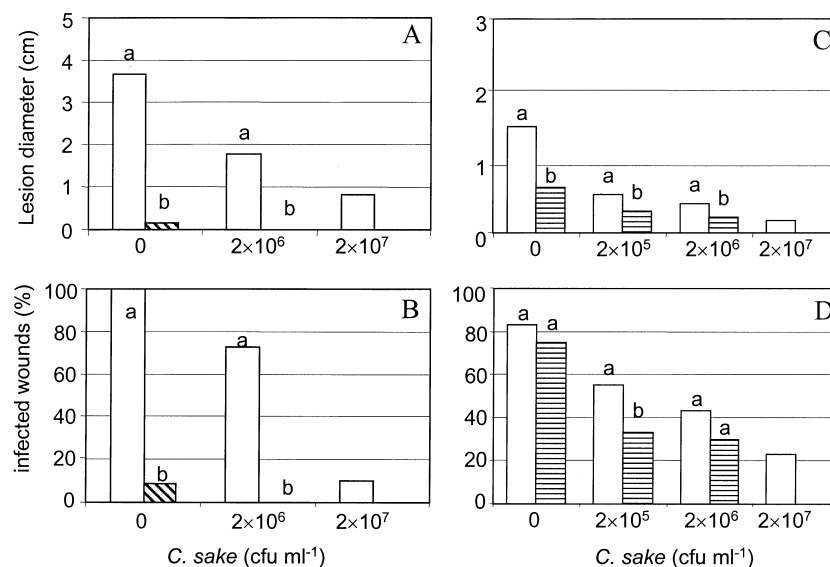 A
Lesion diameter (cm)
5
4
3
2
1
0
a
b
a
b
0
2×10⁶
2×10⁷
C
3
2
1
0
a
b
a
b
a
b
0
2×10⁵
2×10⁶
2×10⁷
B
infected wounds (%)
100
80
60
40
20
0
a
b
a
b
0
2×10⁶
2×10⁷
C. sake (cfu ml⁻¹)
D
100
80
60
40
20
0
a
a
a
b
a
a
0
2×10⁵
2×10⁶
2×10⁷
C. sake (cfu ml⁻¹)